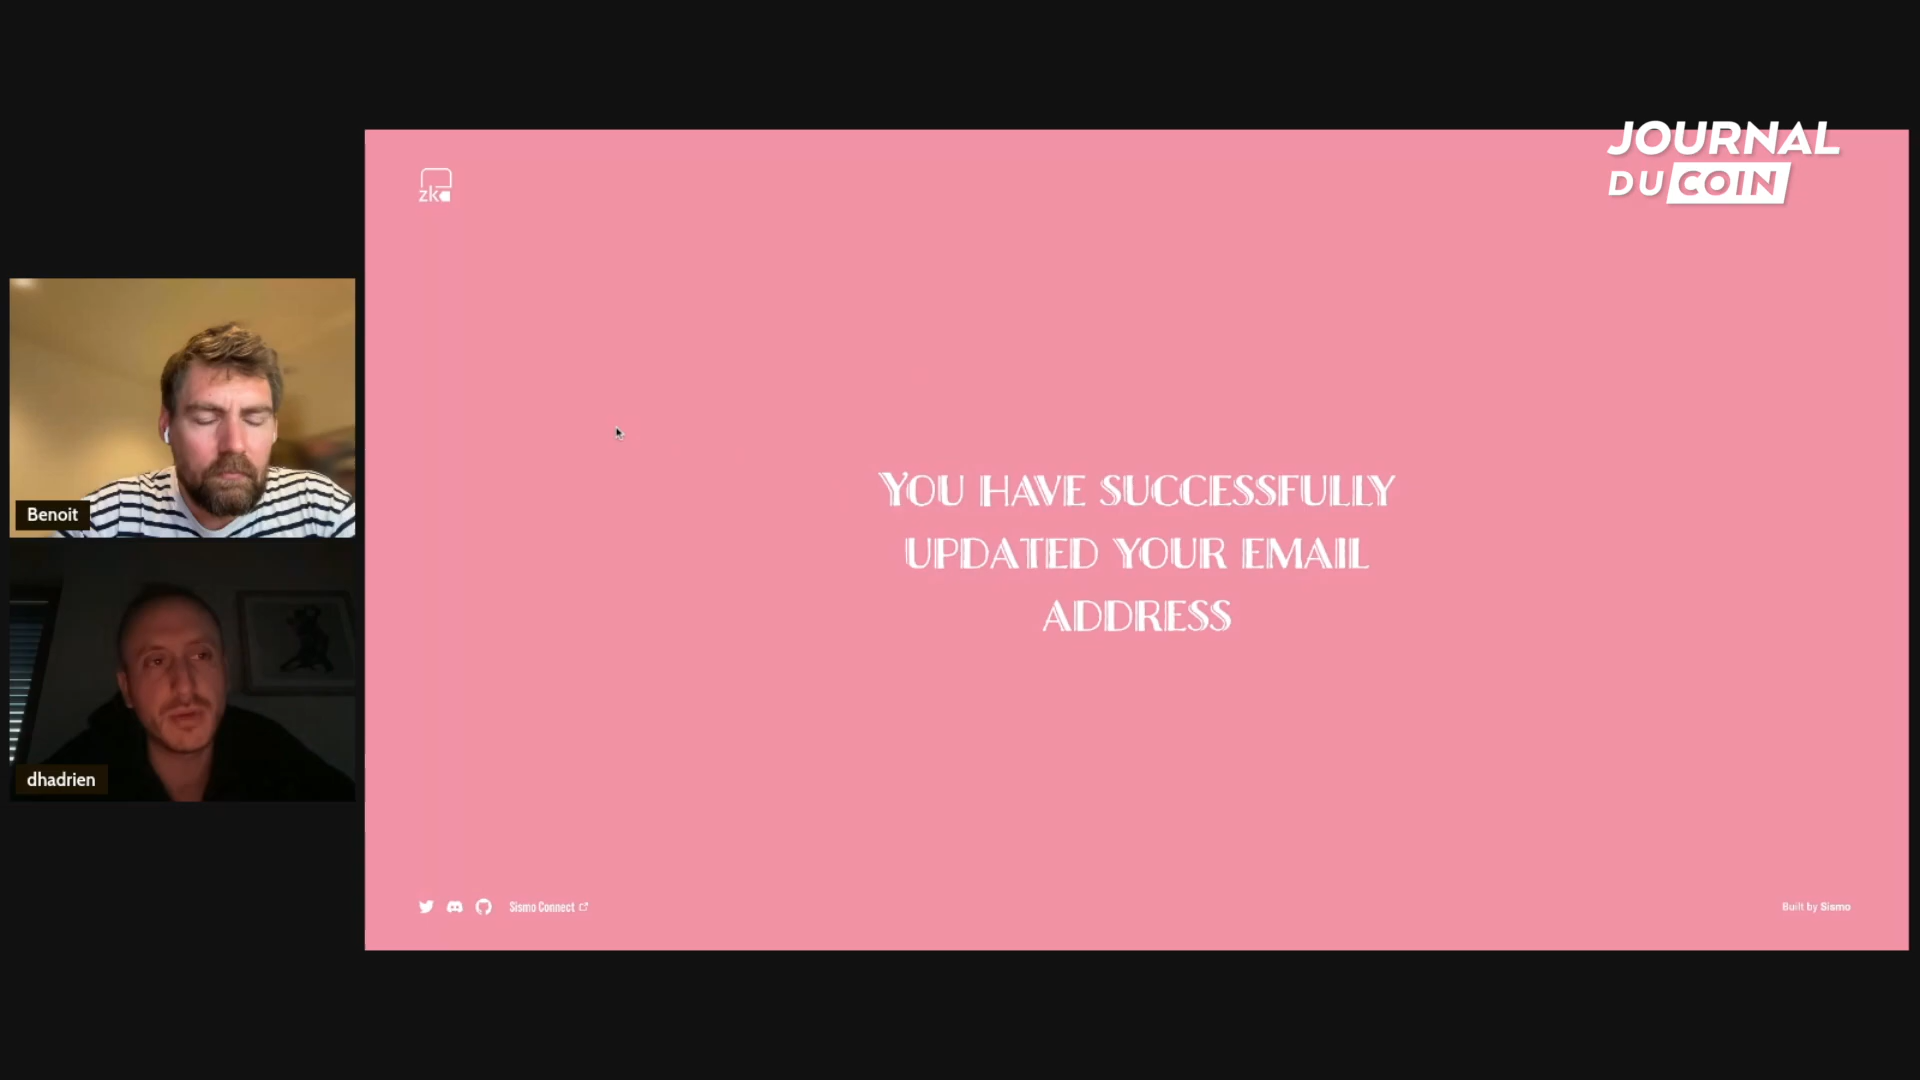 JOURNAL
DU COIN
zk
Benoit
YOU HAVE SUCCESSFULLY
UPDATED YOUR EMAIL
ADDRESS
dhadrien
Sismo Connect
Built by Sismo